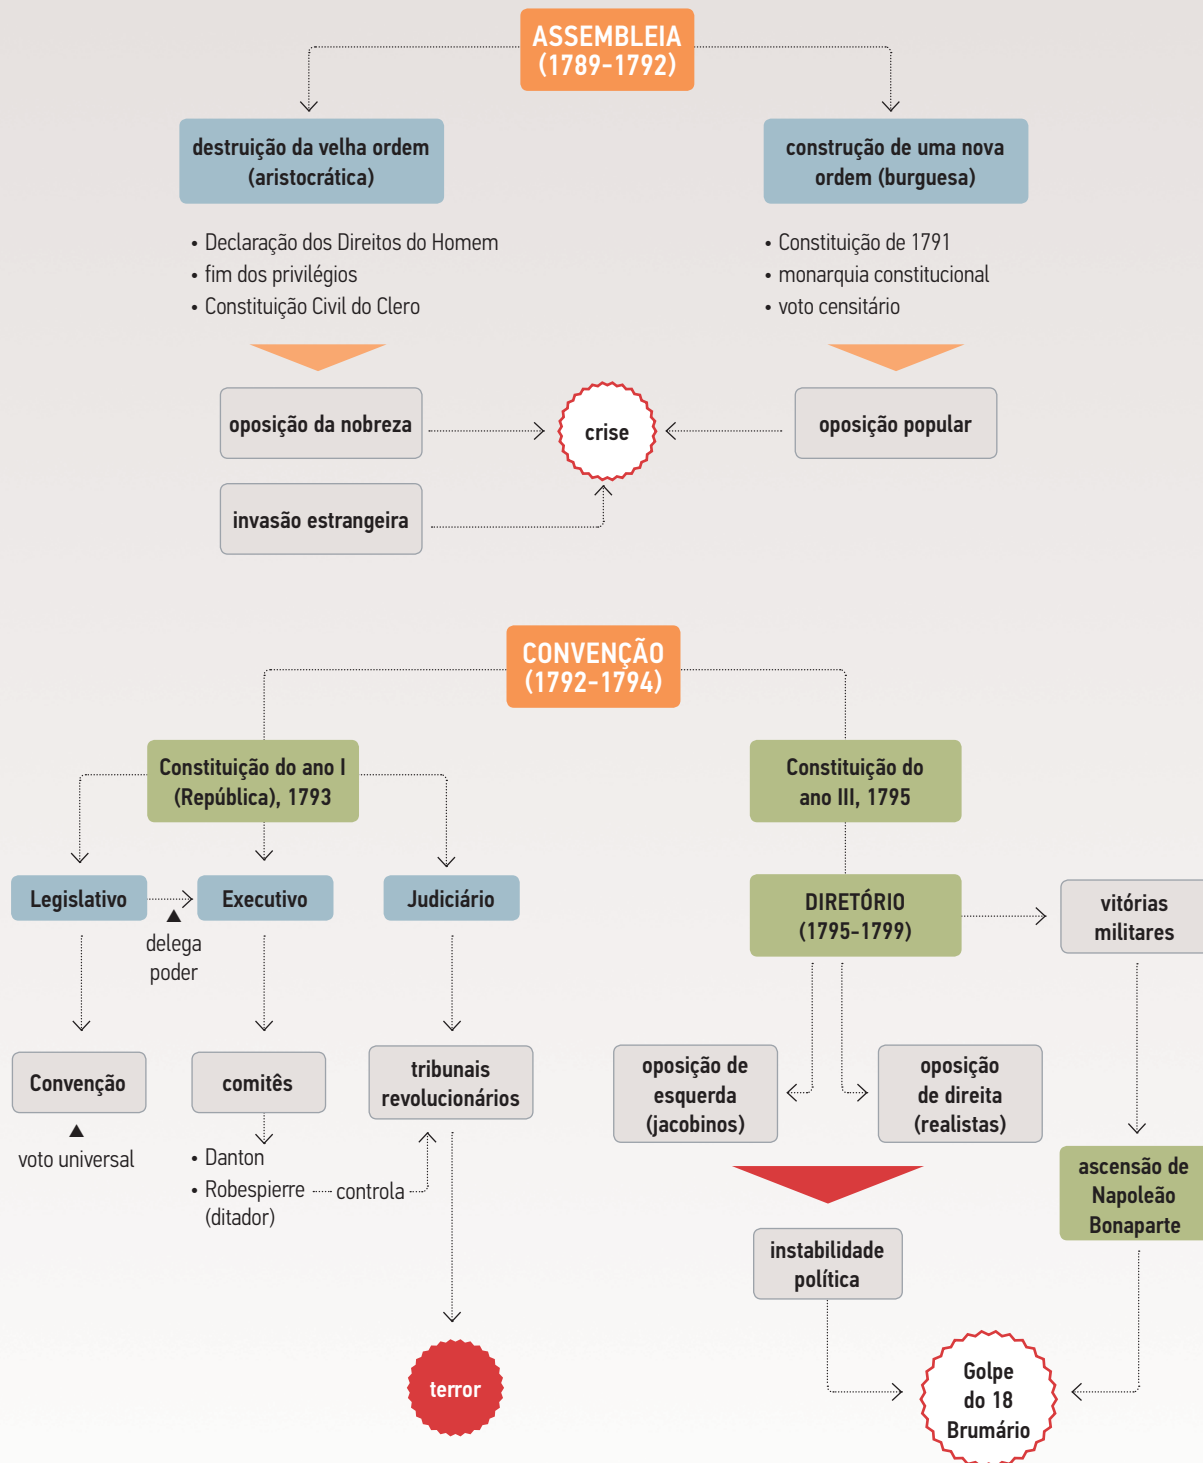 ASSEMBLEIA
(1789-1792)
destruição da velha ordem
(aristocrática)
construção de uma nova
ordem (burguesa)
• Declaração dos Direitos do Homem
• fim dos privilégios
• Constituição Civil do Clero
• Constituição de 1791
• monarquia constitucional
• voto censitário
oposição da nobreza
crise
oposição popular
invasão estrangeira
CONVENÇÃO
(1792-1794)
Constituição do ano I
(República), 1793
Constituição do
ano III, 1795
Legislativo
Executivo
Judiciário
delega
poder
DIRETÓRIO
(1795-1799)
vitórias
militares
Convenção
voto universal
comitês
tribunais
revolucionários
• Danton
• Robespierre
(ditador)
controla
terror
oposição de
esquerda
(jacobinos)
oposição
de direita
(realistas)
ascensão de
Napoleão
Bonaparte
instabilidade
política
Golpe
do 18
Brumário